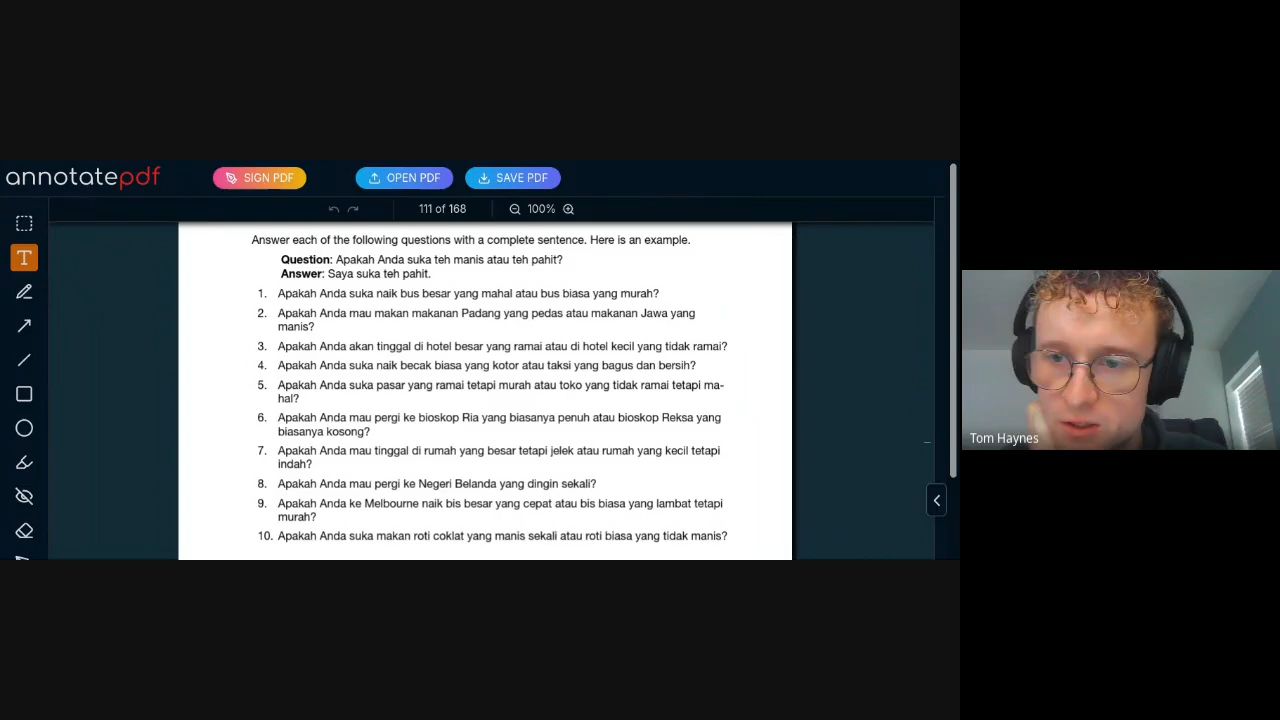 annotatepdf
SIGN PDF
OPEN PDF
SAVE PDF
111 of 168
100%
T
Answer each of the following questions with a complete sentence. Here is an example.
Question: Apakah Anda suka teh manis atau teh pahit?
Answer: Saya suka teh pahit.
1. Apakah Anda suka naik bus besar yang mahal atau bus biasa yang murah?
2. Apakah Anda mau makan makanan Padang yang pedas atau makanan Jawa yang
manis?
3. Apakah Anda akan tinggal di hotel besar yang ramai atau di hotel kecil yang tidak ramai?
4. Apakah Anda suka naik becak biasa yang kotor atau taksi yang bagus dan bersih?
5. Apakah Anda suka pasar yang ramai tetapi murah atau toko yang tidak ramai tetapi ma-
hal?
6. Apakah Anda mau pergi ke bioskop Ria yang biasanya penuh atau bioskop Reksa yang
biasanya kosong?
7. Apakah Anda mau tinggal di rumah yang besar tetapi jelek atau rumah yang kecil tetapi
indah?
8. Apakah Anda mau pergi ke Negeri Belanda yang dingin sekali?
9. Apakah Anda ke Melbourne naik bis besar yang cepat atau bis biasa yang lambat tetapi
murah?
10. Apakah Anda suka makan roti coklat yang manis sekali atau roti biasa yang tidak manis?
Tom Haynes